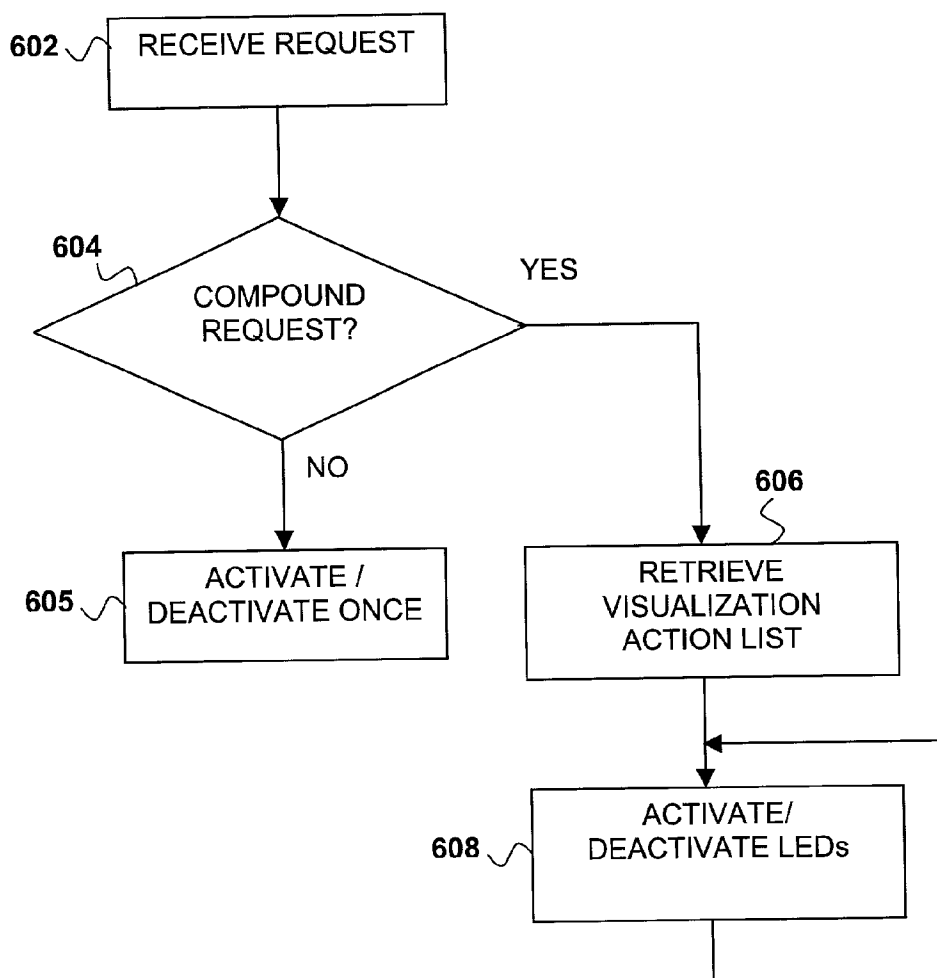 602
RECEIVE REQUEST
604
COMPOUND
REQUEST?
YES
NO
605
ACTIVATE /
DEACTIVATE ONCE
606
RETRIEVE
VISUALIZATION
ACTION LIST
608
ACTIVATE/
DEACTIVATE LEDs